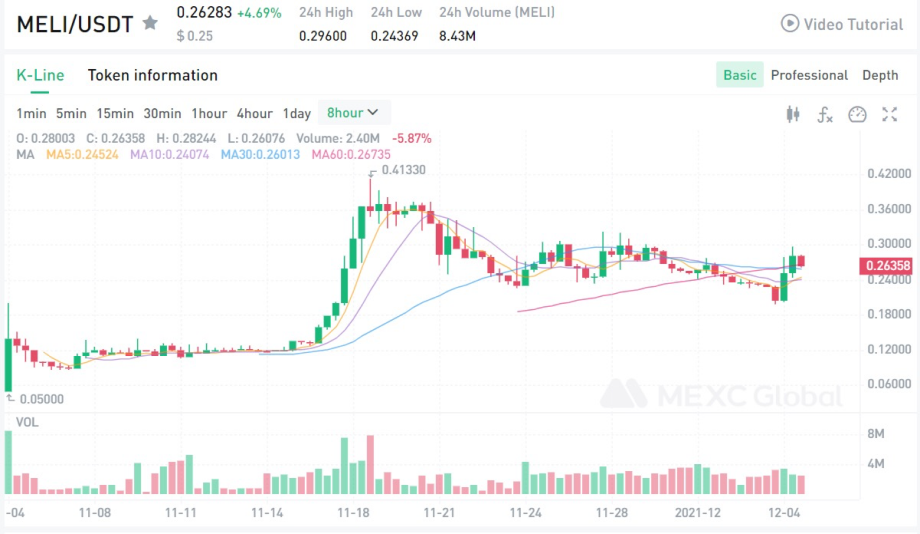 MELI/USDT
0.26283 +4.69%
$ 0.25
24h High
0.29600
24h Low
0.24369
24h Volume (MELI)
8.43M
Video Tutorial
K-Line Token information
Basic Professional Depth
1min 5min 15min 30min 1hour 4hour 1day 8hour
O: 0.28003 C: 0.26358 H: 0.28244 L: 0.26076 Volume: 2.40M -5.87%
MA MA5:0.24524 MA10:0.24074 MA30:0.26013 MA60:0.26735
0.41330
0.42000
0.36000
0.30000
0.26358
0.24000
0.18000
0.12000
0.06000
0.05000
MEXC Global
VOL
8M
4M
-04 11-08 11-11 11-14 11-18 11-21 11-24 11-28 2021-12 12-04